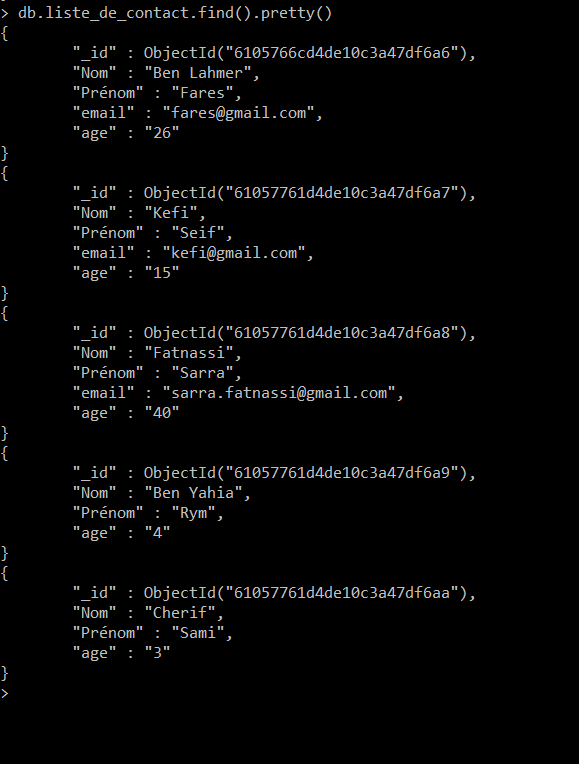 > db.liste_de_contact.find().pretty()
{
"_id" : ObjectId("6105766cd4de10c3a47df6a6"),
"Nom" : "Ben Lahmer",
"Prénom" : "Fares",
"email" : "fares@gmail.com",
"age" : "26"
}
{
"_id" : ObjectId("61057761d4de10c3a47df6a7"),
"Nom" : "Kefi",
"Prénom" : "Seif",
"email" : "kefi@gmail.com",
"age" : "15"
}
{
"_id" : ObjectId("61057761d4de10c3a47df6a8"),
"Nom" : "Fatnassi",
"Prénom" : "Sarra",
"email" : "sarra.fatnassi@gmail.com",
"age" : "40"
}
{
"_id" : ObjectId("61057761d4de10c3a47df6a9"),
"Nom" : "Ben Yahia",
"Prénom" : "Rym",
"age" : "4"
}
{
"_id" : ObjectId("61057761d4de10c3a47df6aa"),
"Nom" : "Cherif",
"Prénom" : "Sami",
"age" : "3"
}
>